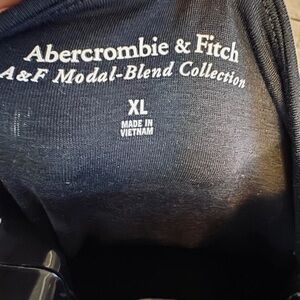 Abercrombie & Fitch
A&F Modal-Blend Collection
XL
MADE IN
VIETNAM